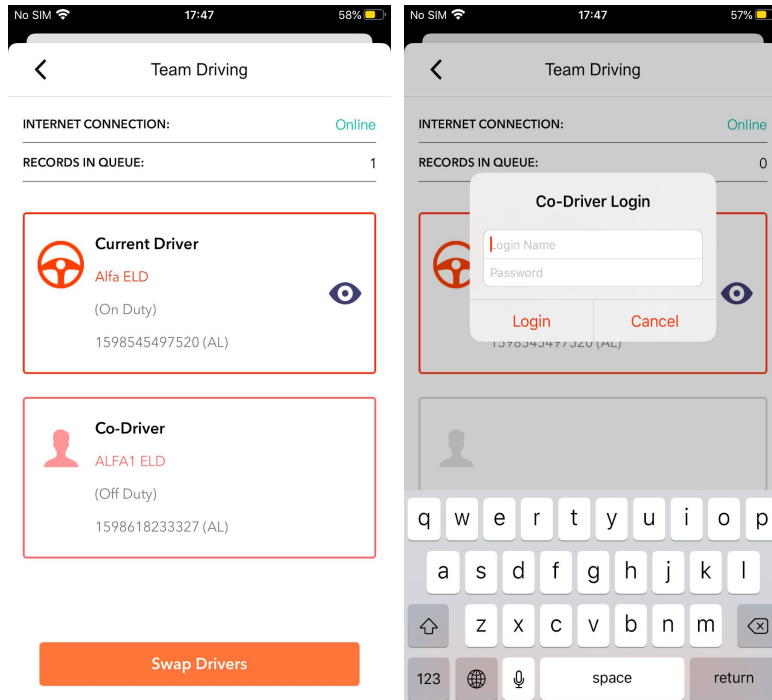 No SIM 17:47 58%
Team Driving
INTERNET CONNECTION: Online
RECORDS IN QUEUE: 1
Current Driver
Alfa ELD
(On Duty)
1598545497520 (AL)
Co-Driver
ALFA1 ELD
(Off Duty)
1598618233327 (AL)
Swap Drivers
No SIM 17:47 57%
Team Driving
INTERNET CONNECTION: Online
RECORDS IN QUEUE: 0
Co-Driver Login
Login Name
Password
Login Cancel
1598545497520 (AL)
q w e r t y u i o p
a s d f g h j k l
z x c v b n m
123 space return